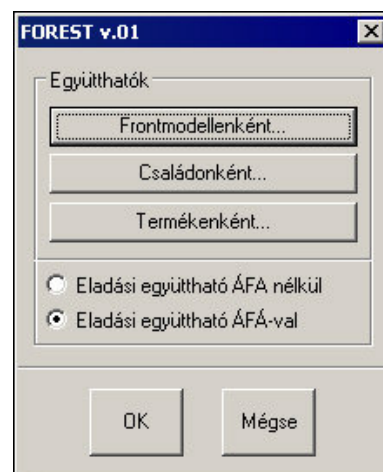 FOREST v.01
Együtthatók
Frontmodellenként...
Családonként...
Termékenként...
Eladási együttható ÁFA nélkül
Eladási együttható ÁFÁ-val
OK
Mégse